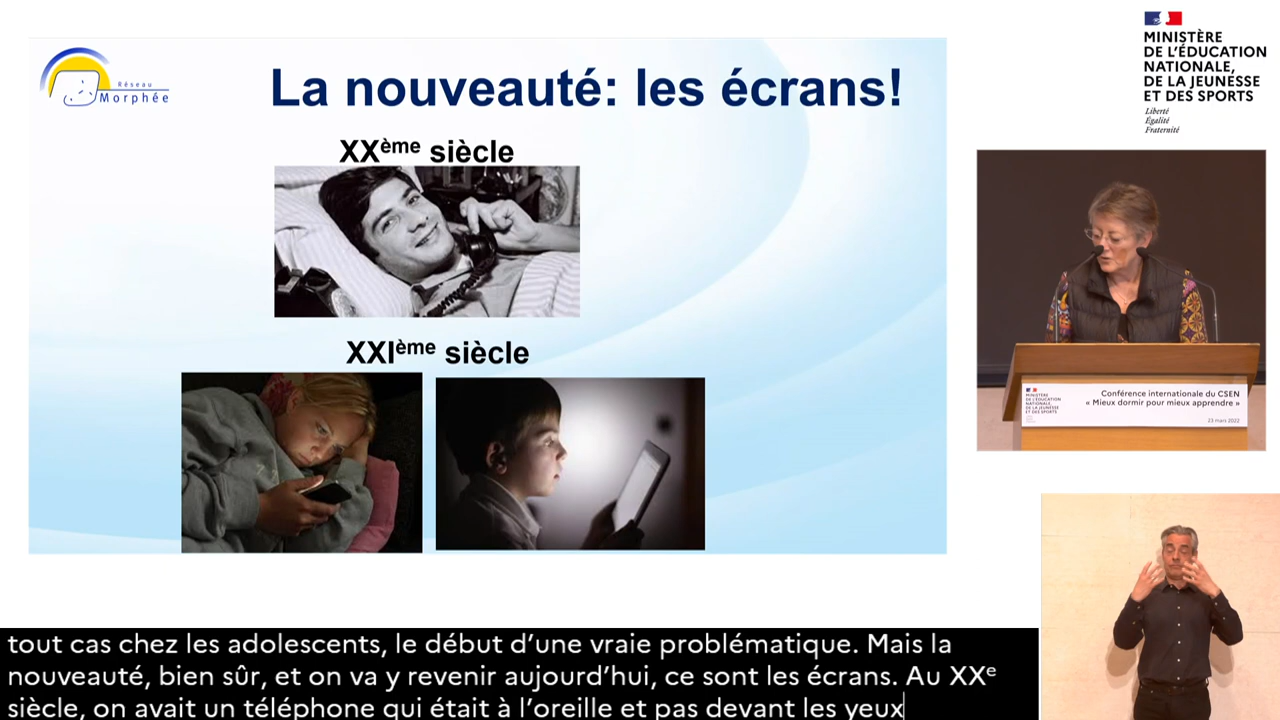 Réseau
Morphée
La nouveauté: les écrans!
XXème siècle
XXIème siècle
MINISTÈRE
DE L'ÉDUCATION
NATIONALE,
DE LA JEUNESSE
ET DES SPORTS
Liberté
Égalité
Fraternité
MINISTÈRE
DE L'ÉDUCATION
NATIONALE,
DE LA JEUNESSE
ET DES SPORTS
Conférence internationale du CSEN
« Mieux dormir pour mieux apprendre »
23 mars 2022
tout cas chez les adolescents, le début d’une vraie problématique. Mais la
nouveauté, bien sûr, et on va y revenir aujourd’hui, ce sont les écrans. Au XXᵉ
siècle, on avait un téléphone qui était à l’oreille et pas devant les yeux